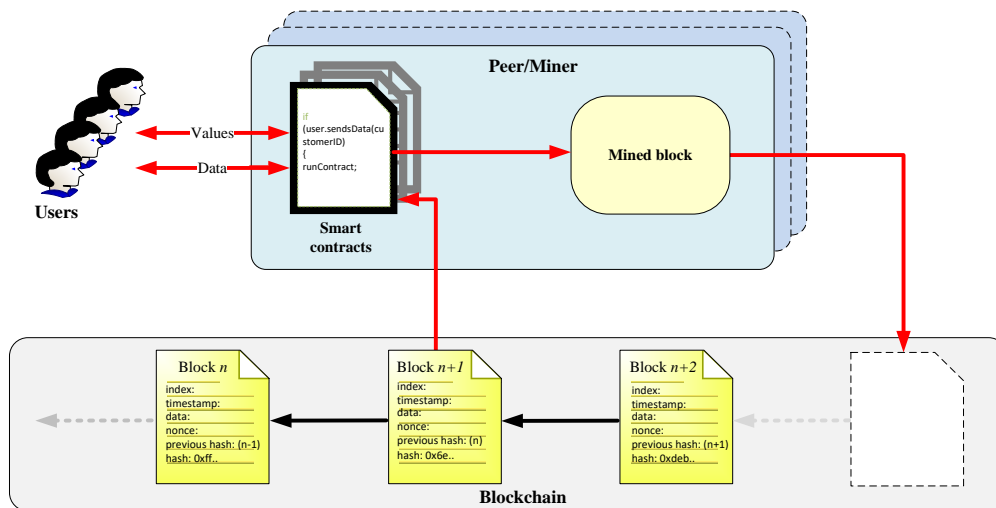 Peer/Miner
Values
Data
Users
if
(user.sendsData(cu
stomerID)
{
runContract;
Smart
contracts
Mined block
Block n
index:
timestamp:
data:
nonce:
previous hash: (n-1)
hash: 0xff..
Block n+1
index:
timestamp:
data:
nonce:
previous hash: (n)
hash: 0x6e..
Block n+2
index:
timestamp:
data:
nonce:
previous hash: (n+1)
hash: 0xdeb..
Blockchain